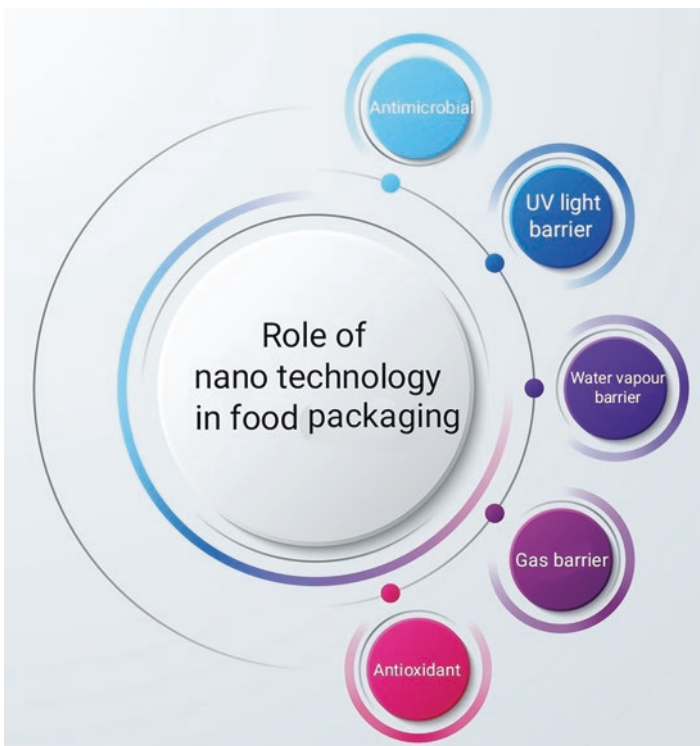 Antimicrobial
UV light
barrier
Role of
nano technology
in food packaging
Water vapour
barrier
Gas barrier
Antioxidant